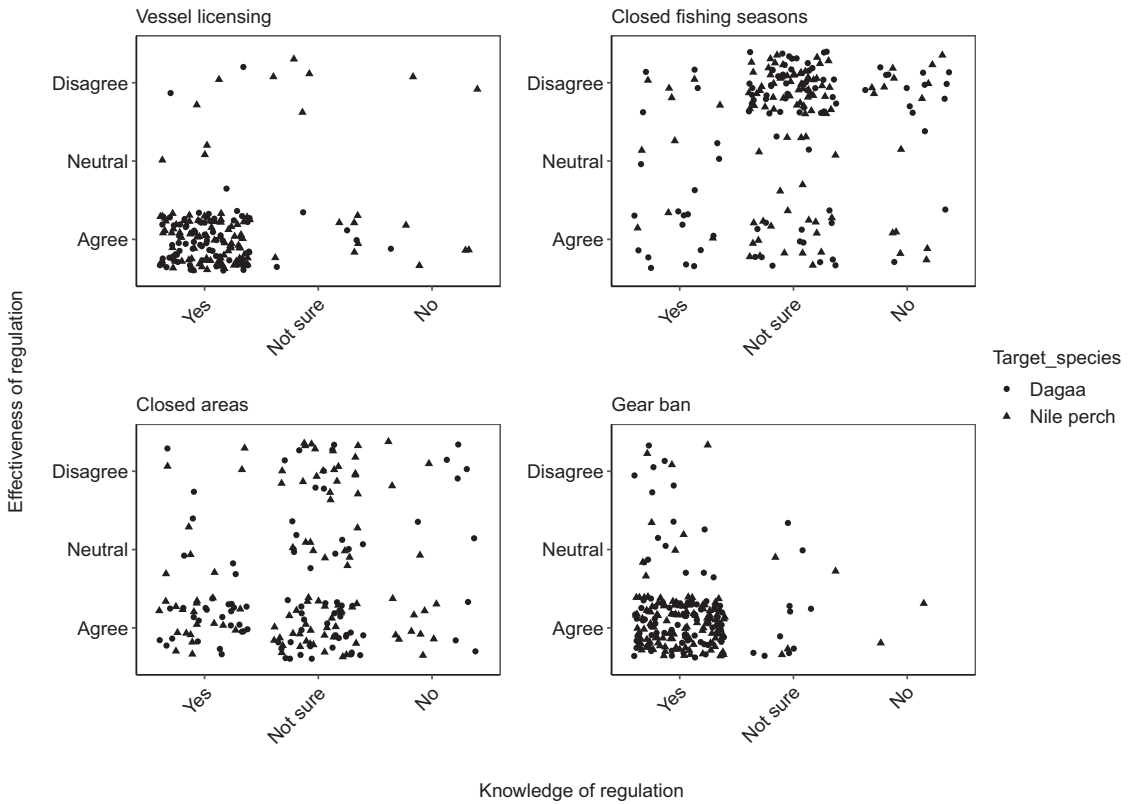 Vessel licensing
Closed fishing seasons
Disagree
Neutral
Agree
Disagree
Neutral
Agree
Yes
Not sure
No
Yes
Not sure
No
Effectiveness of regulation
Target_species
Dagaa
Nile perch
Closed areas
Gear ban
Disagree
Neutral
Agree
Disagree
Neutral
Agree
Yes
Not sure
No
Yes
Not sure
No
Knowledge of regulation